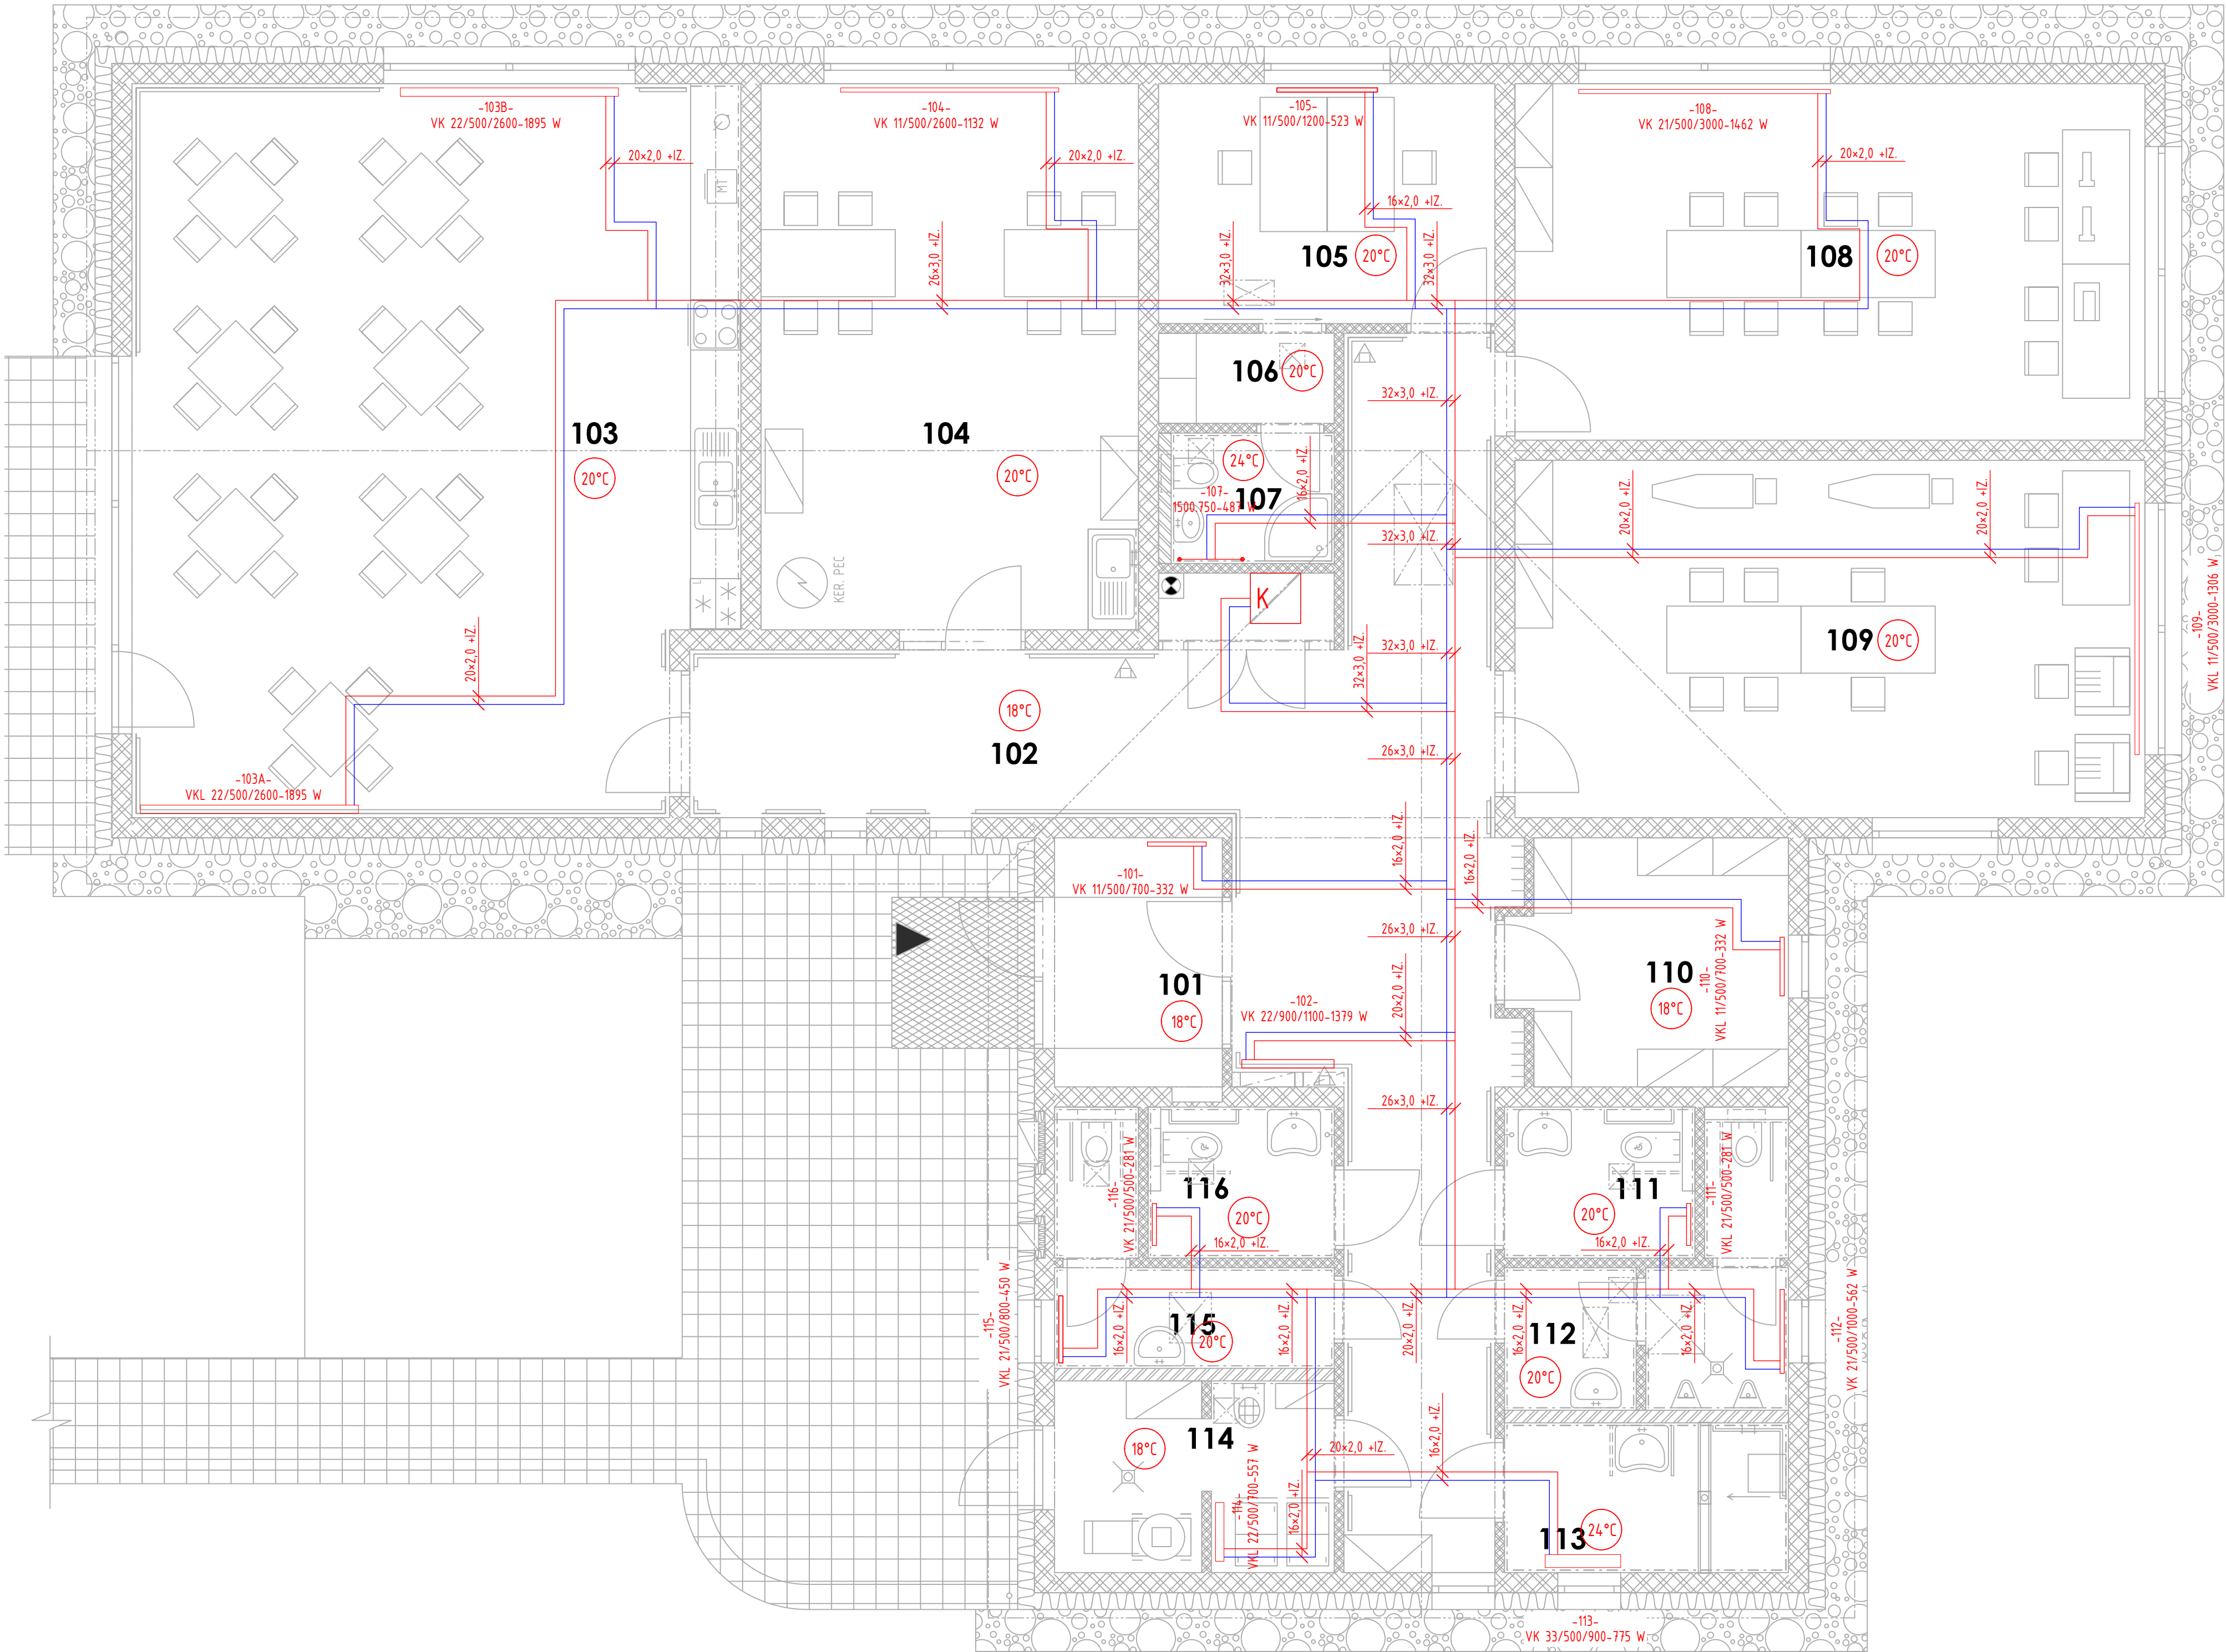 -103B-
VK 22/500/2600-1895 W
20×2,0 +IZ.
-104-
VK 11/500/2600-1132 W
20×2,0 +IZ.
-105-
VK 11/500/1200-523 W
16×2,0 +IZ.
-108-
VK 21/500/3000-1462 W
20×2,0 +IZ.
MT
26×3,0 +IZ.
32×3,0 +IZ.
32×3,0 +IZ.
105
20°C
108
20°C
106
20°C
32×3,0 +IZ.
103
20°C
104
20°C
24°C
107
-107-
1500.750-487 W
16×2,0 +IZ.
32×3,0 +IZ.
20×2,0 +IZ.
20×2,0 +IZ.
KER. PEC
K
-109-
VKL 11/500/3000-1306 W
109
20°C
20×2,0 +IZ.
32×3,0 +IZ.
32×3,0 +IZ.
18°C
102
26×3,0 +IZ.
-103A-
VKL 22/500/2600-1895 W
16×2,0 +IZ.
16×2,0 +IZ.
-101-
VK 11/500/700-332 W
26×3,0 +IZ.
101
18°C
20×2,0 +IZ.
-102-
VK 22/900/1100-1379 W
110
18°C
-110-
VKL 11/500/700-332 W
26×3,0 +IZ.
-116-
VK 21/500/500-281 W
116
20°C
16×2,0 +IZ.
111
20°C
16×2,0 +IZ.
-111-
VKL 21/500/500-281 W
-115-
VKL 21/500/800-450 W
16×2,0 +IZ.
115
20°C
16×2,0 +IZ.
20×2,0 +IZ.
16×2,0 +IZ.
112
20°C
16×2,0 +IZ.
-112-
VK 21/500/1000-562 W
18°C
114
-114-
VKL 22/500/700-557 W
20×2,0 +IZ.
16×2,0 +IZ.
16×2,0 +IZ.
113
24°C
-113-
VK 33/500/900-775 W